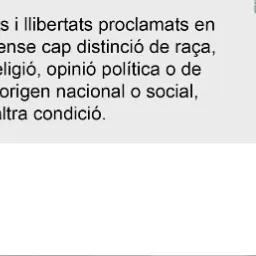 s i llibertats proclamats en
ense cap distinció de raça,
eligió, opinió política o de
origen nacional o social,
altra condició.